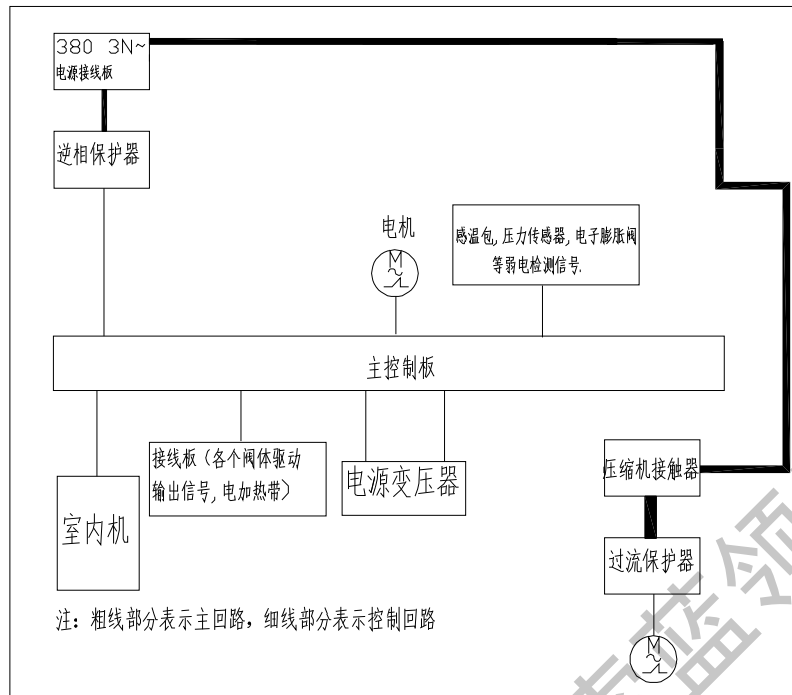 380 3N~
电源接线板
逆相保护器
电机
M
感温包,压力传感器,电子膨胀阀
等弱电检测信号.
主控制板
接线板(各个阀体驱动
输出信号,电加热带)
电源变压器
室内机
压缩机接触器
过流保护器
M
注: 粗线部分表示主回路, 细线部分表示控制回路
蓝领